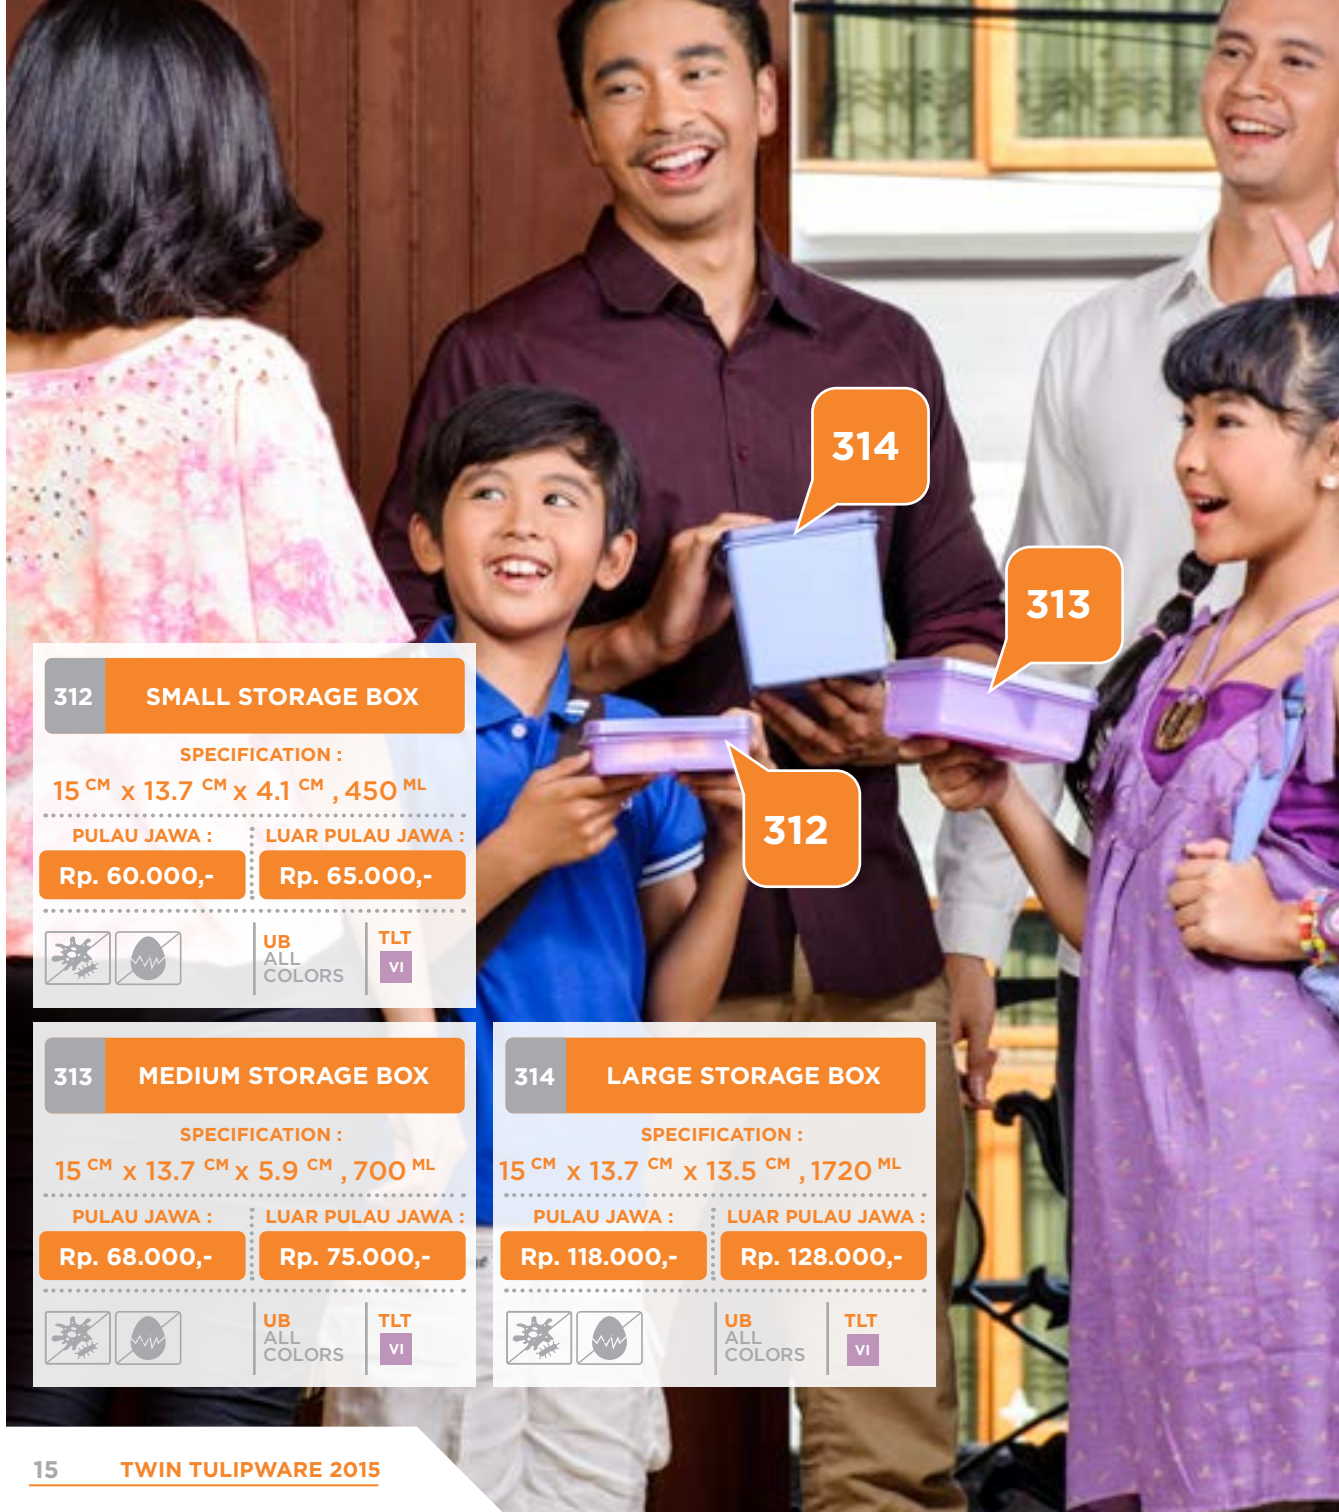 314
313
312
312 SMALL STORAGE BOX
SPECIFICATION :
15 CM x 13.7 CM x 4.1 CM , 450 ML
PULAU JAWA : LUAR PULAU JAWA :
Rp. 60.000,- Rp. 65.000,-
UB TLT
ALL
COLORS VI
313 MEDIUM STORAGE BOX
SPECIFICATION :
15 CM x 13.7 CM x 5.9 CM , 700 ML
PULAU JAWA : LUAR PULAU JAWA :
Rp. 68.000,- Rp. 75.000,-
UB TLT
ALL
COLORS VI
314 LARGE STORAGE BOX
SPECIFICATION :
15 CM x 13.7 CM x 13.5 CM , 1720 ML
PULAU JAWA : LUAR PULAU JAWA :
Rp. 118.000,- Rp. 128.000,-
UB TLT
ALL
COLORS VI
15 TWIN TULIPWARE 2015